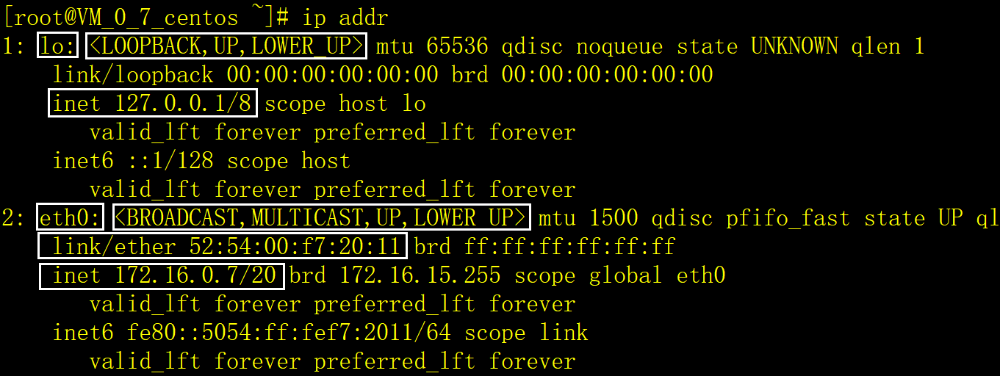 [root@VM_0_7_centos ~]# ip addr
1: lo: <LOOPBACK,UP,LOWER_UP> mtu 65536 qdisc noqueue state UNKNOWN qlen 1
    link/loopback 00:00:00:00:00:00 brd 00:00:00:00:00:00
    inet 127.0.0.1/8 scope host lo
       valid_lft forever preferred_lft forever
    inet6 ::1/128 scope host
       valid_lft forever preferred_lft forever
2: eth0: <BROADCAST,MULTICAST,UP,LOWER_UP> mtu 1500 qdisc pfifo_fast state UP ql
    link/ether 52:54:00:f7:20:11 brd ff:ff:ff:ff:ff:ff
    inet 172.16.0.7/20 brd 172.16.15.255 scope global eth0
       valid_lft forever preferred_lft forever
    inet6 fe80::5054:ff:fef7:2011/64 scope link
       valid_lft forever preferred_lft forever